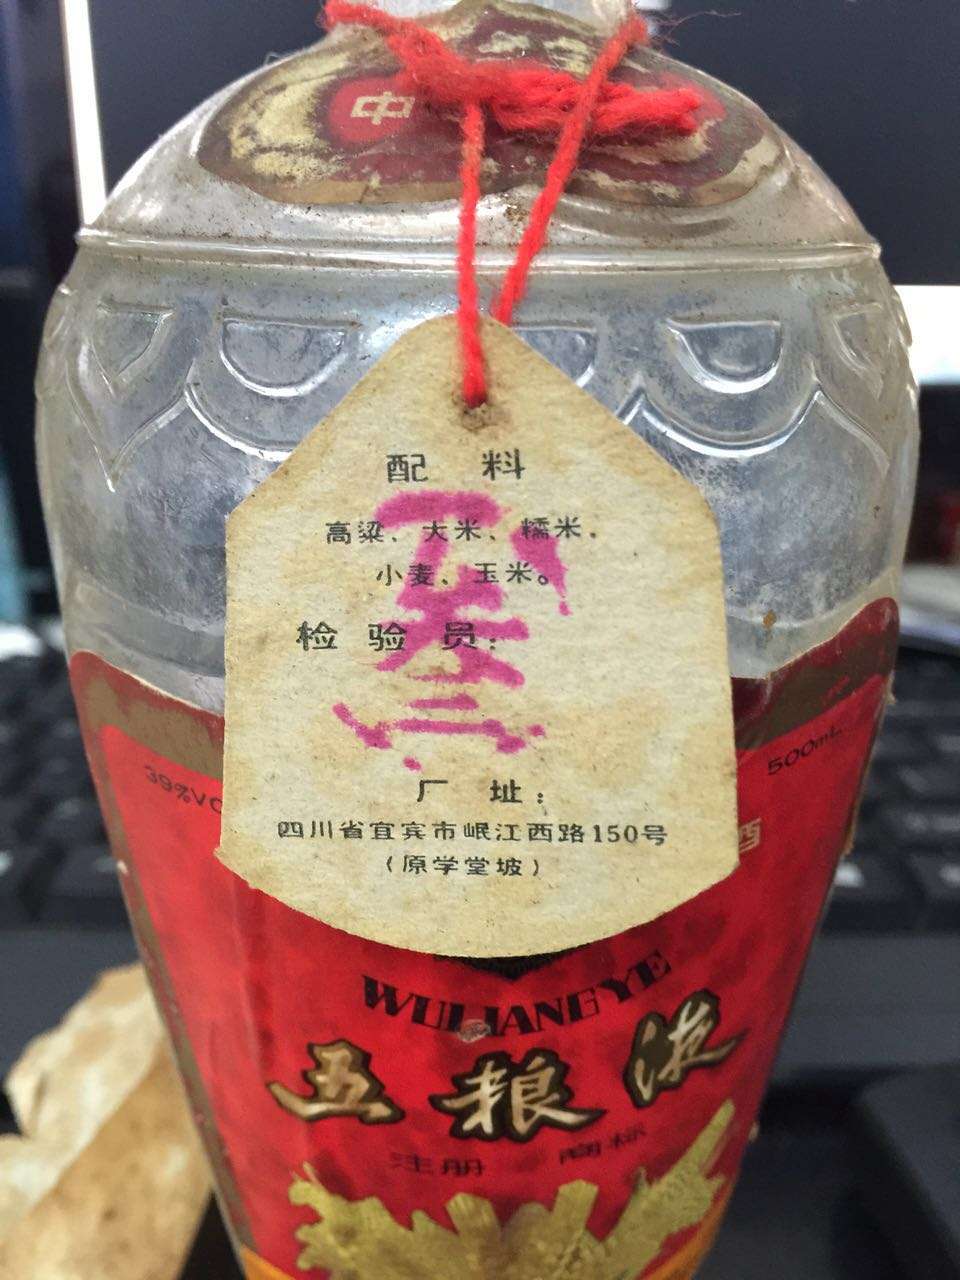 中
配 料
高粱、大米、糯米、
小麦、玉米。
检 验 员：
厂 址：
四川省宜宾市岷江西路150号
(原学堂坡)
39%VO
500mL
酒
WULIANGYE
五粮液
注册 商标